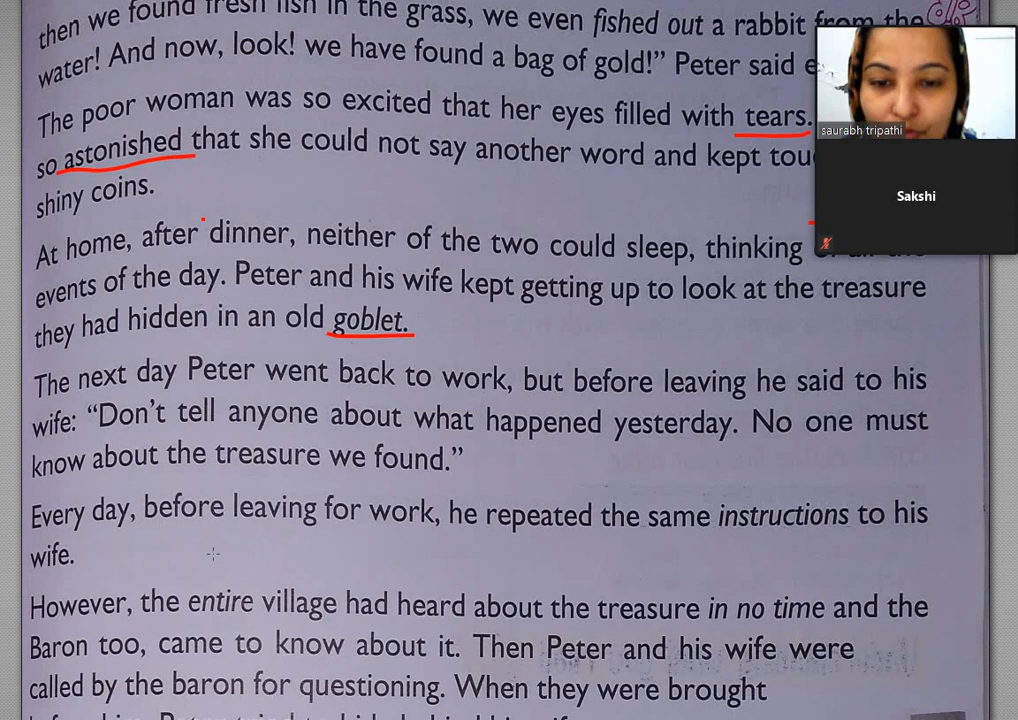 then we found fresh fish in the grass, we even fished out a rabbit from the
water! And now, look! we have found a bag of gold!" Peter said
The poor woman was so excited that her eyes filled with tears.
so astonished that she could not say another word and kept
shiny coins.
At home, after dinner, neither of the two could sleep, thinking of all the
events of the day. Peter and his wife kept getting up to look at the treasure
they had hidden in an old goblet.
The next day Peter went back to work, but before leaving he said to his
wife: "Don't tell anyone about what happened yesterday. No one must
know about the treasure we found."
Every day, before leaving for work, he repeated the same instructions to his
wife.
However, the entire village had heard about the treasure in no time and the
Baron too, came to know about it. Then Peter and his wife were
called by the baron for questioning. When they were brought
saurabh tripathi
Sakshi